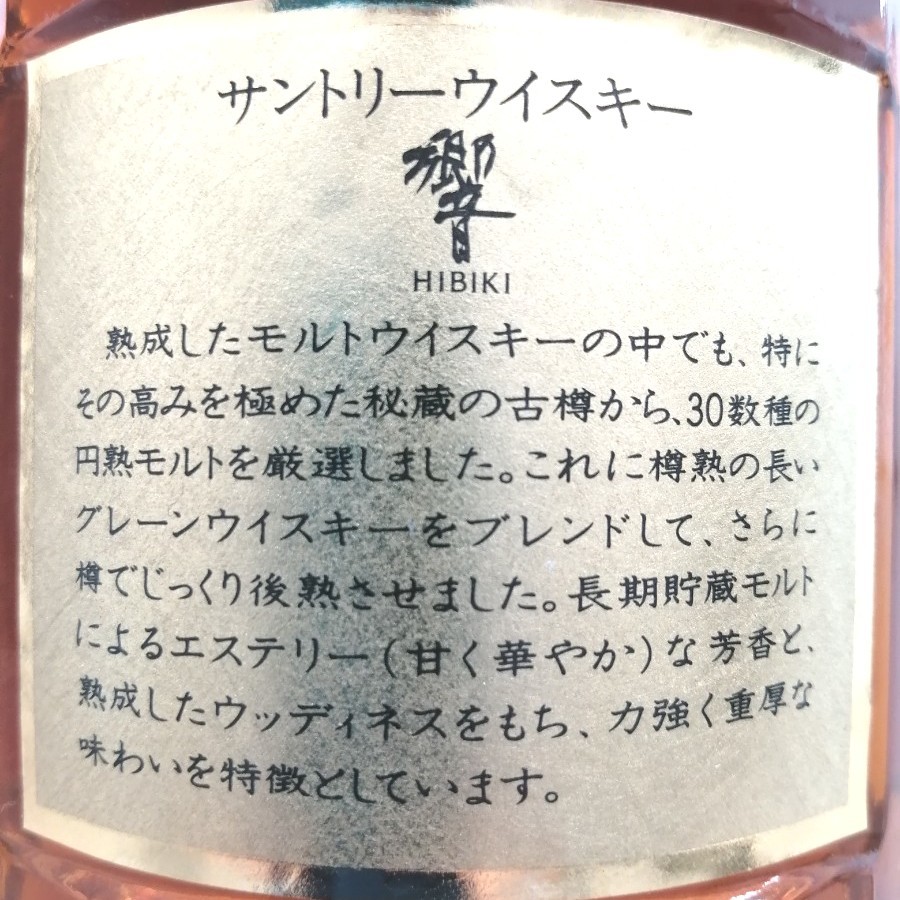 サントリーウイスキー
響
HIBIKI
熟成したモルトウイスキーの中でも、特に
その高みを極めた秘蔵の古樽から、30数種の
円熟モルトを厳選しました。これに樽熟の長い
グレーンウイスキーをブレンドして、さらに
樽でじっくり後熟させました。長期貯蔵モルト
によるエステリー(甘く華やか)な芳香と、
熟成したウッディネスをもち、力強く重厚な
味わいを特徴としています。